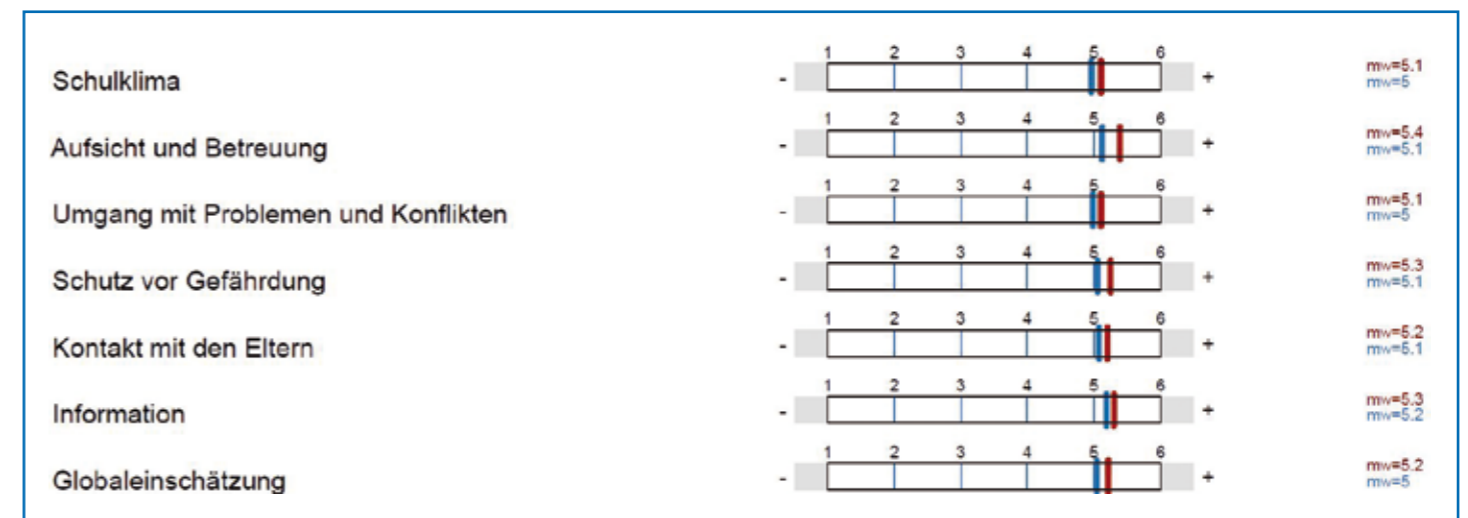 1 2 3 4 5 6
Schulklima - + mw=5.1
mw=5
1 2 3 4 5 6
Aufsicht und Betreuung - + mw=5.4
mw=5.1
1 2 3 4 5 6
Umgang mit Problemen und Konflikten - + mw=5.1
mw=5
1 2 3 4 5 6
Schutz vor Gefährdung - + mw=5.3
mw=5.1
1 2 3 4 5 6
Kontakt mit den Eltern - + mw=5.2
mw=5.1
1 2 3 4 5 6
Information - + mw=5.3
mw=5.2
1 2 3 4 5 6
Globaleinschätzung - + mw=5.2
mw=5